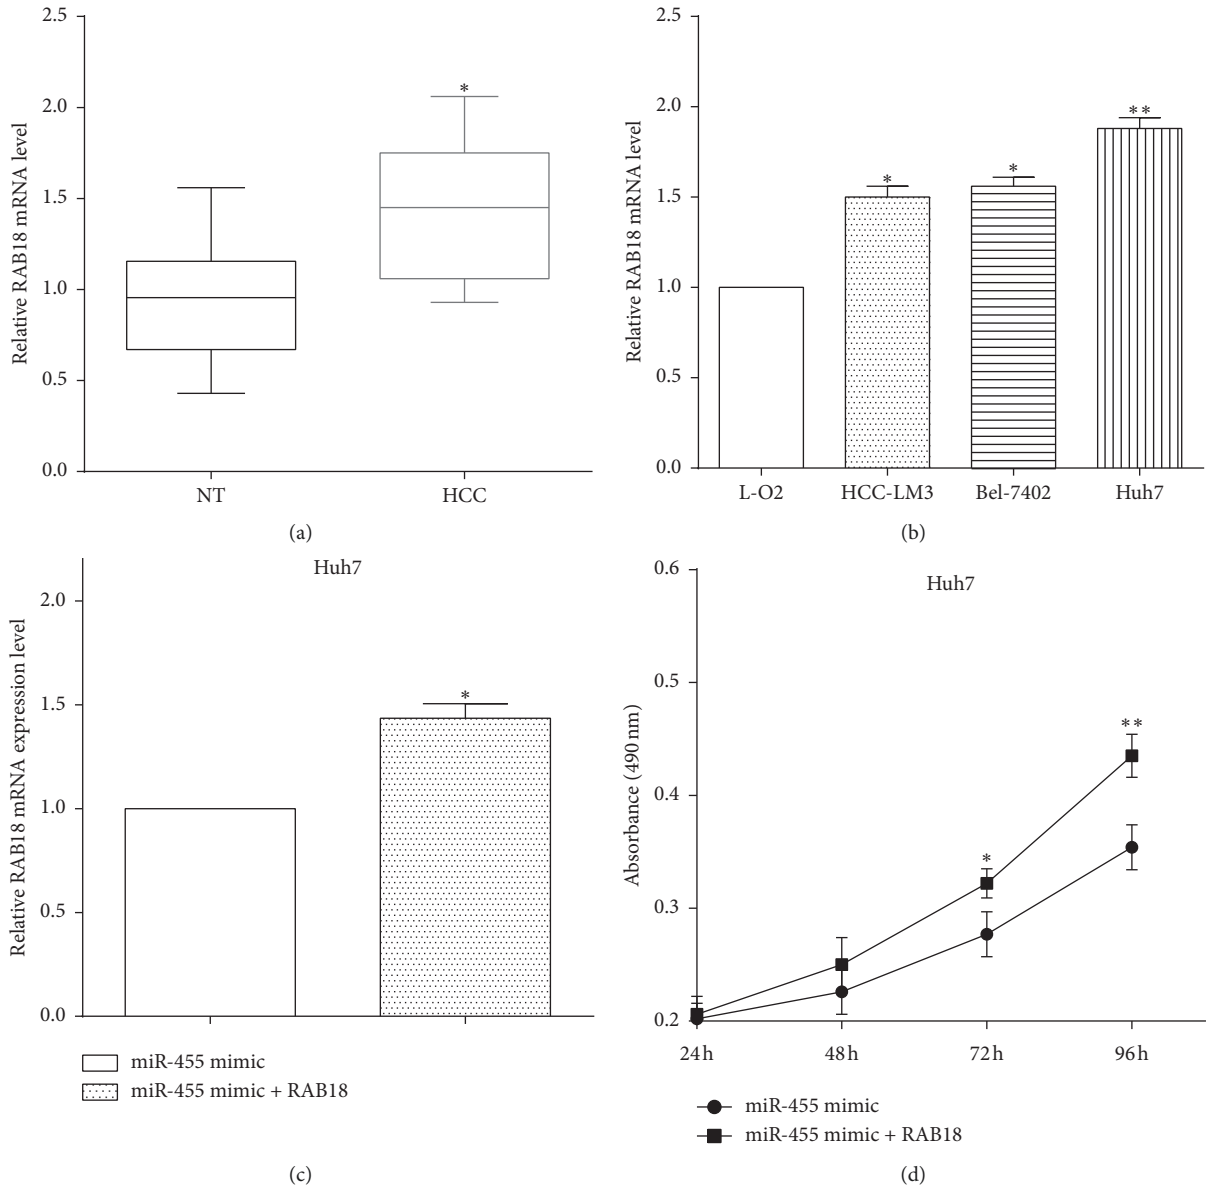 Relative RAB18 mRNA level
2.5
2.0
1.5
1.0
0.5
0.0
*
NT
HCC
(a)
Relative RAB18 mRNA level
2.5
2.0
1.5
1.0
0.5
0.0
*
*
**
L-O2
HCC-LM3
Bel-7402
Huh7
(b)
Huh7
Relative RAB18 mRNA expression level
2.0
1.5
1.0
0.5
0.0
*
miR-455 mimic
miR-455 mimic + RAB18
(c)
Huh7
Absorbance (490 nm)
0.6
0.5
0.4
0.3
0.2
*
**
24h
48h
72h
96h
miR-455 mimic
miR-455 mimic + RAB18
(d)